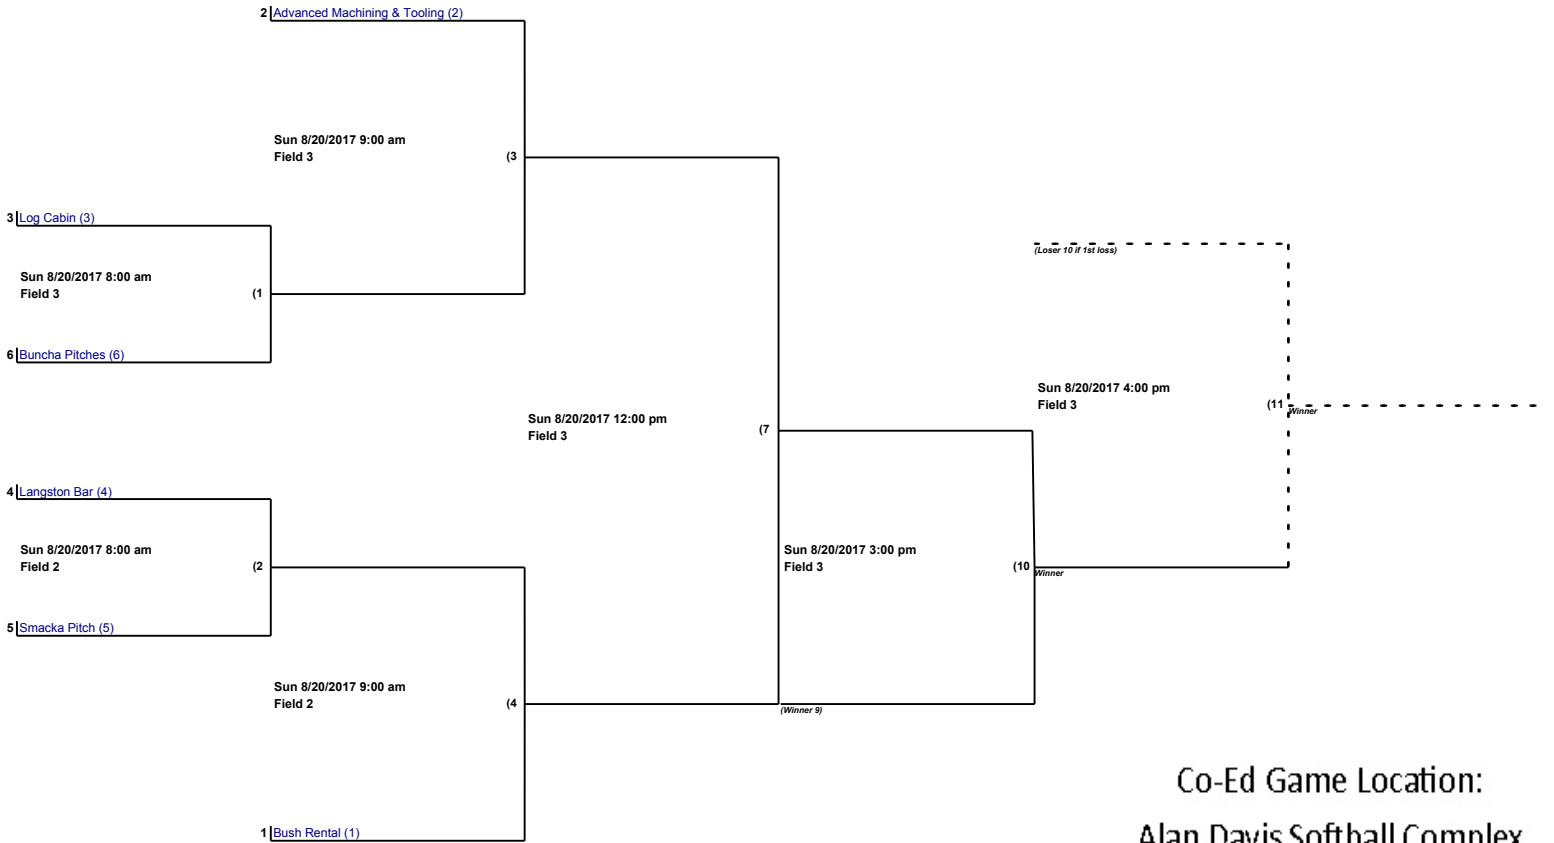 2 Advanced Machining & Tooling (2)
Sun 8/20/2017 9:00 am
Field 3
(3
3 Log Cabin (3)
Sun 8/20/2017 8:00 am
Field 3
(1
6 Buncha Pitches (6)
(Loser 10 if 1st loss)
Sun 8/20/2017 4:00 pm
Field 3
(11
Winner
Sun 8/20/2017 12:00 pm
Field 3
(7
4 Langston Bar (4)
Sun 8/20/2017 8:00 am
Field 2
(2
5 Smacka Pitch (5)
Sun 8/20/2017 3:00 pm
Field 3
(10
Winner
Sun 8/20/2017 9:00 am
Field 2
(4
(Winner 9)
1 Bush Rental (1)
Co-Ed Game Location:
Alan Davis Softball Complex